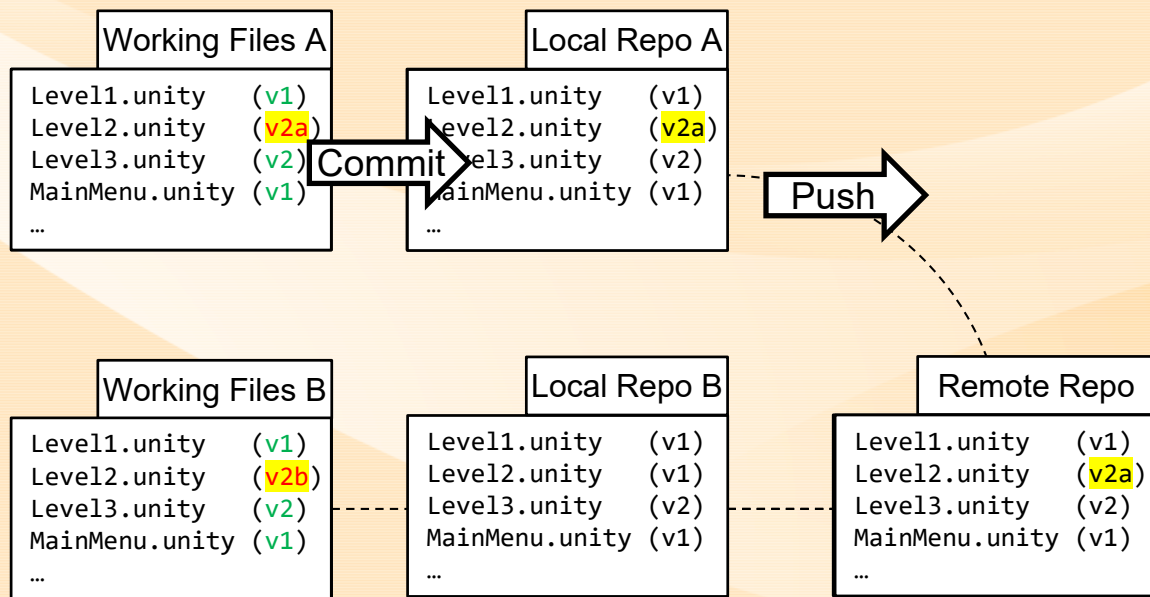 Working Files A
Level1.unity (v1)
Level2.unity (v2a)
Level3.unity (v2)
MainMenu.unity (v1)
…
Commit
Local Repo A
Level1.unity (v1)
Level2.unity (v2a)
el3.unity (v2)
MainMenu.unity (v1)
…
Push
Working Files B
Level1.unity (v1)
Level2.unity (v2b)
Level3.unity (v2)
MainMenu.unity (v1)
…
Local Repo B
Level1.unity (v1)
Level2.unity (v1)
Level3.unity (v2)
MainMenu.unity (v1)
…
Remote Repo
Level1.unity (v1)
Level2.unity (v2a)
Level3.unity (v2)
MainMenu.unity (v1)
…